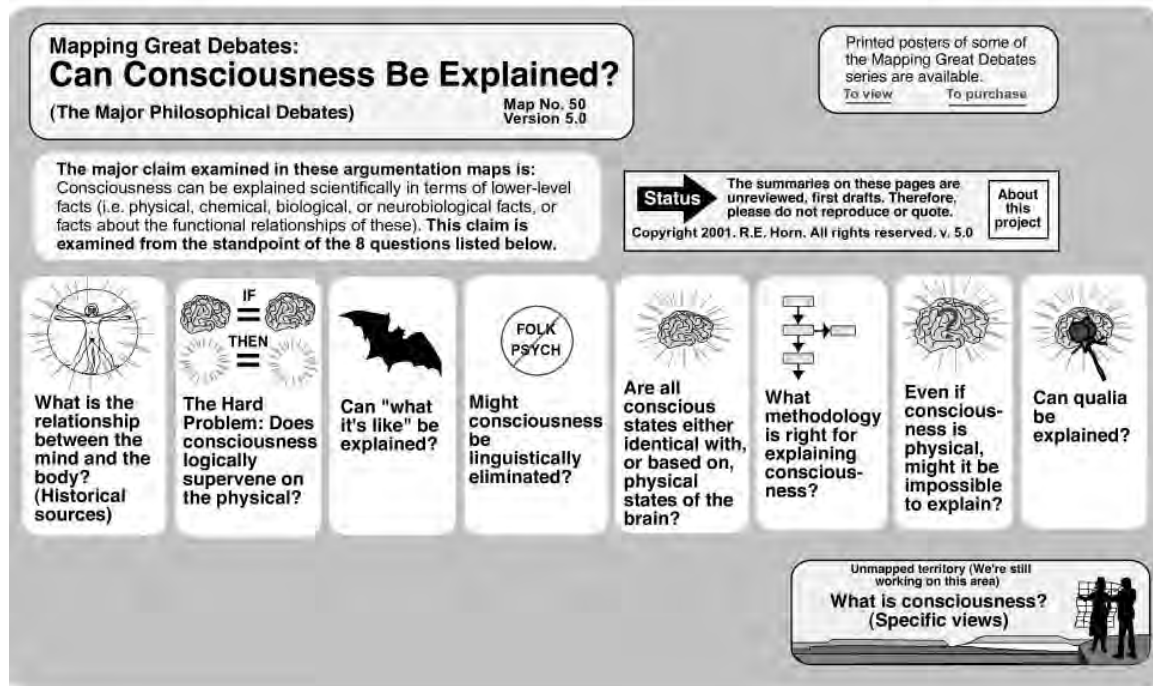 Mapping Great Debates:
Can Consciousness Be Explained?
(The Major Philosophical Debates)
Map No. 50
Version 5.0
Printed posters of some of
the Mapping Great Debates
series are available.
To view To purchase
The major claim examined in these argumentation maps is:
Consciousness can be explained scientifically in terms of lower-level
facts (i.e. physical, chemical, biological, or neurobiological facts, or
facts about the functional relationships of these). This claim is
examined from the standpoint of the 8 questions listed below.
Status
The summaries on these pages are
unreviewed, first drafts. Therefore,
please do not reproduce or quote.
Copyright 2001. R.E. Horn. All rights reserved. v. 5.0
About
this
project
What is the
relationship
between the
mind and the
body?
(Historical
sources)
IF
THEN
The Hard
Problem: Does
consciousness
logically
supervene on
the physical?
Can "what
it's like" be
explained?
FOLK
PSYCH
Might
consciousness
be
linguistically
eliminated?
Are all
conscious
states either
identical with,
or based on,
physical
states of the
brain?
What
methodology
is right for
explaining
conscious-
ness?
?
Even if
conscious-
ness is
physical,
might it be
impossible
to explain?
Can qualia
be
explained?
Unmapped territory (We're still
working on this area)
What is consciousness?
(Specific views)